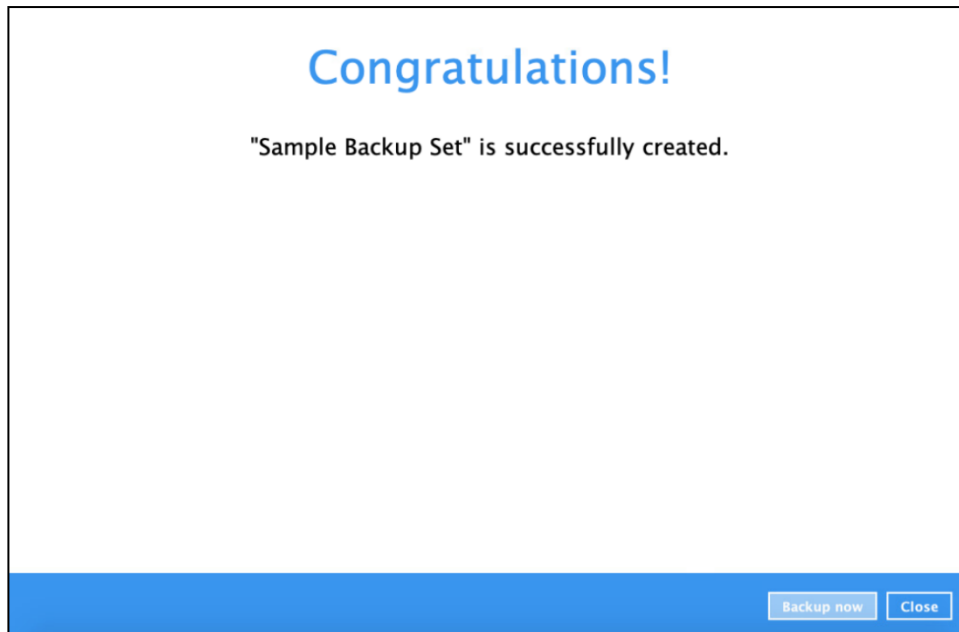 Congratulations!
"Sample Backup Set" is successfully created.
Backup now
Close